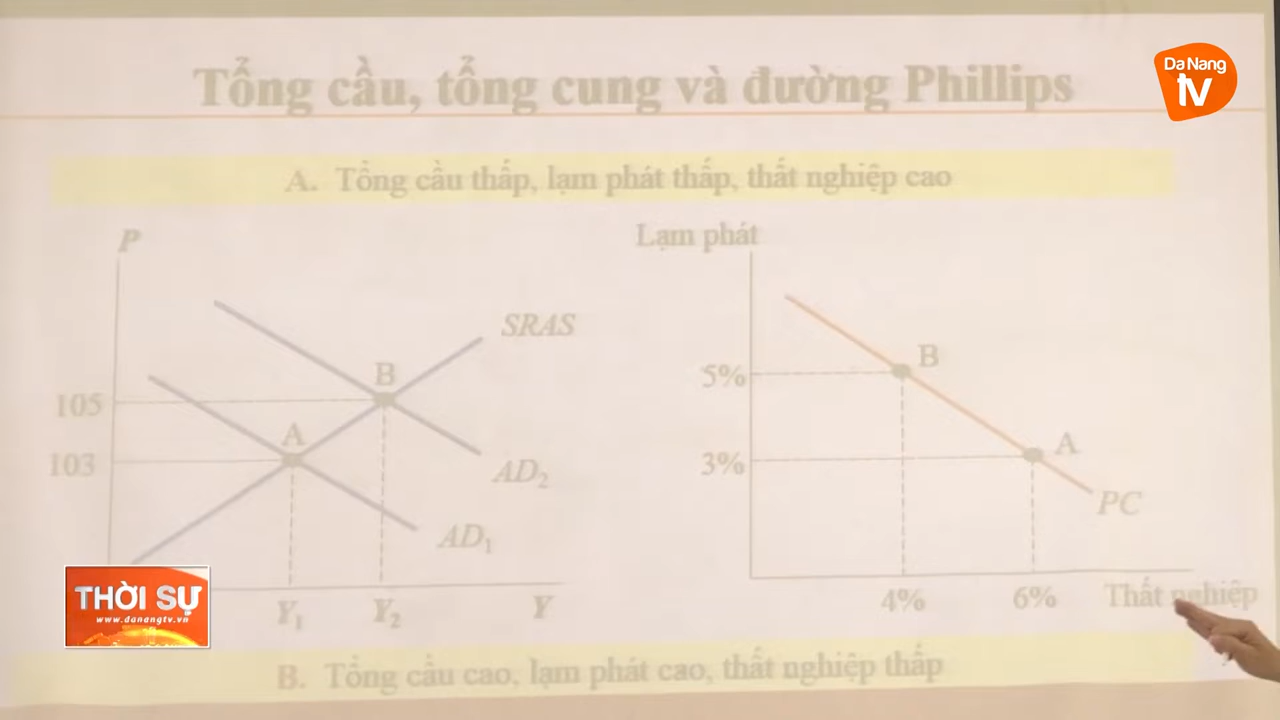 Da Nang
tv
Tổng cầu, tổng cung và đường Phillips
A. Tổng cầu thấp, lạm phát thấp, thất nghiệp cao
P
SRAS
B
105
A
103
AD2
AD1
Y1
Y2
Y
Lạm phát
B
5%
A
3%
PC
4%
6%
Thất nghiệp
THỜI SỰ
www.danangtv.vn
B. Tổng cầu cao, lạm phát cao, thất nghiệp thấp